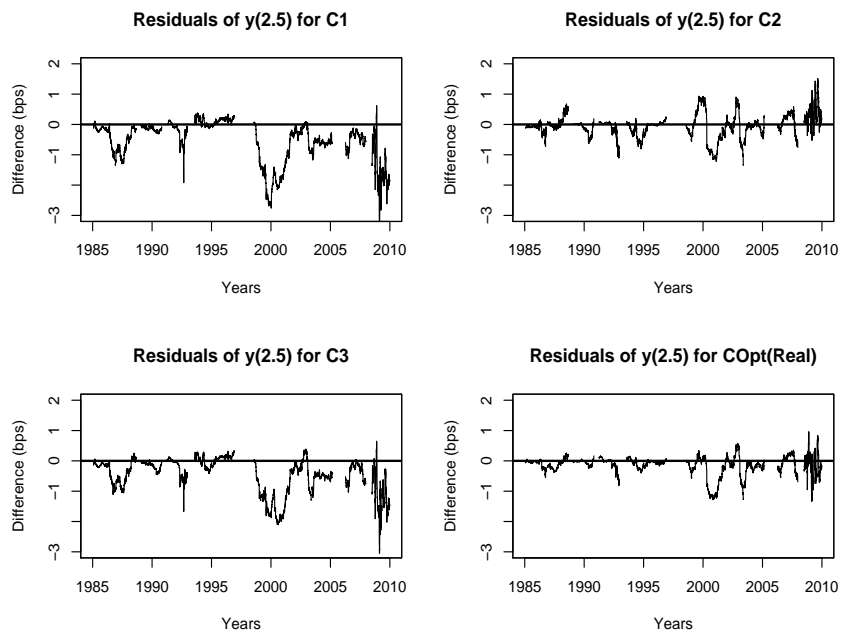 Residuals of y(2.5) for C1
Difference (bps)
2
1
0
-1
-3
1985 1990 1995 2000 2005 2010
Years
Residuals of y(2.5) for C2
Difference (bps)
2
1
0
-1
-3
1985 1990 1995 2000 2005 2010
Years
Residuals of y(2.5) for C3
Difference (bps)
2
1
0
-1
-3
1985 1990 1995 2000 2005 2010
Years
Residuals of y(2.5) for COpt(Real)
Difference (bps)
2
1
0
-1
-3
1985 1990 1995 2000 2005 2010
Years